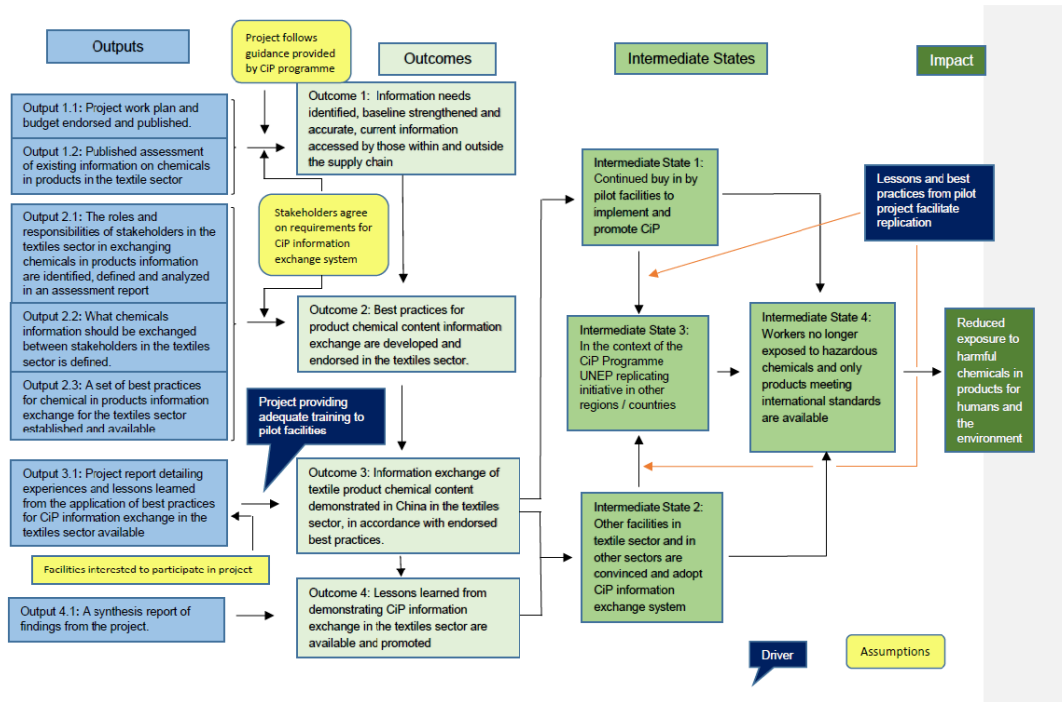 Outputs
Project follows
guidance provided
by CiP programme
Outcomes
Intermediate States
Impact
Output 1.1: Project work plan and
budget endorsed and published.
Output 1.2: Published assessment
of existing information on chemicals
in products in the textile sector
Output 2.1: The roles and
responsibilities of stakeholders in the
textiles sector in exchanging
chemicals in products information
are identified, defined and analyzed
in an assessment report
Output 2.2: What chemicals
information should be exchanged
between stakeholders in the textiles
sector is defined.
Output 2.3: A set of best practices
for chemical in products information
exchange for the textiles sector
established and available
Output 3.1: Project report detailing
experiences and lessons learned
from the application of best practices
for CiP information exchange in the
textiles sector available
Facilities interested to participate in project
Output 4.1: A synthesis report of
findings from the project.
Stakeholders agree
on requirements for
CiP information
exchange system
Project providing
adequate training to
pilot facilities
Outcome 1: Information needs
identified, baseline strengthened and
accurate, current information
accessed by those within and outside
the supply chain
Outcome 2: Best practices for
product chemical content information
exchange are developed and
endorsed in the textiles sector.
Outcome 3: Information exchange of
textile product chemical content
demonstrated in China in the textiles
sector, in accordance with endorsed
best practices.
Outcome 4: Lessons learned from
demonstrating CiP information
exchange in the textiles sector are
available and promoted
Intermediate State 1:
Continued buy in by
pilot facilities to
implement and
promote CiP
Intermediate State 3:
In the context of the
CiP Programme
UNEP replicating
initiative in other
regions / countries
Intermediate State 2:
Other facilities in
textile sector and in
other sectors are
convinced and adopt
CiP information
exchange system
Lessons and best
practices from pilot
project facilitate
replication
Intermediate State 4:
Workers no longer
exposed to hazardous
chemicals and only
products meeting
international standards
are available
Reduced
exposure to
harmful
chemicals in
products for
humans and
the
environment
Driver
Assumptions